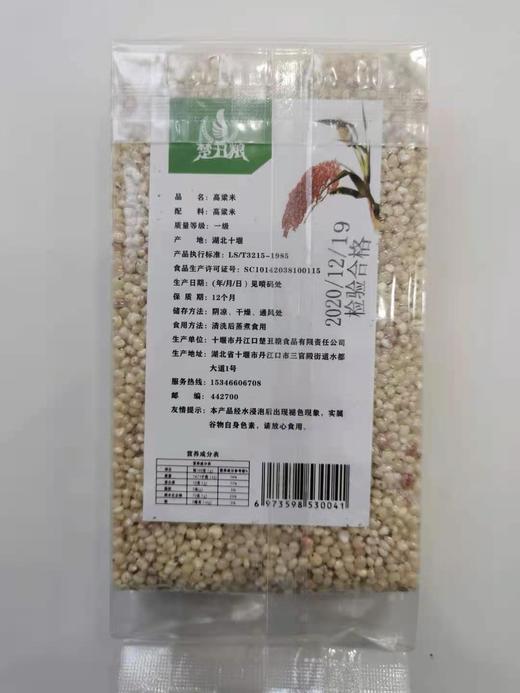 楚丑粮
品　名：高粱米
配　料：高粱米
质量等级：一级
产　地：湖北十堰
产品执行标准：LS/T3215-1985
食品生产许可证号：SC10142038100115
生产日期：(年/月/日) 见喷码处
保 质 期：12个月
储存方法：阴凉、干燥、通风处
食用方法：清洗后蒸煮食用
生产单位：十堰市丹江口楚丑粮食品有限责任公司
生产地址：湖北省十堰市丹江口市三官殿街道水都
大道1号
服务热线：15346606708
邮　编：442700
友情提示：本产品经水浸泡后出现褪色现象，实属
谷物自身色素，请放心食用。
2020/12/19
检验合格
营养成分表
6 973598 530041